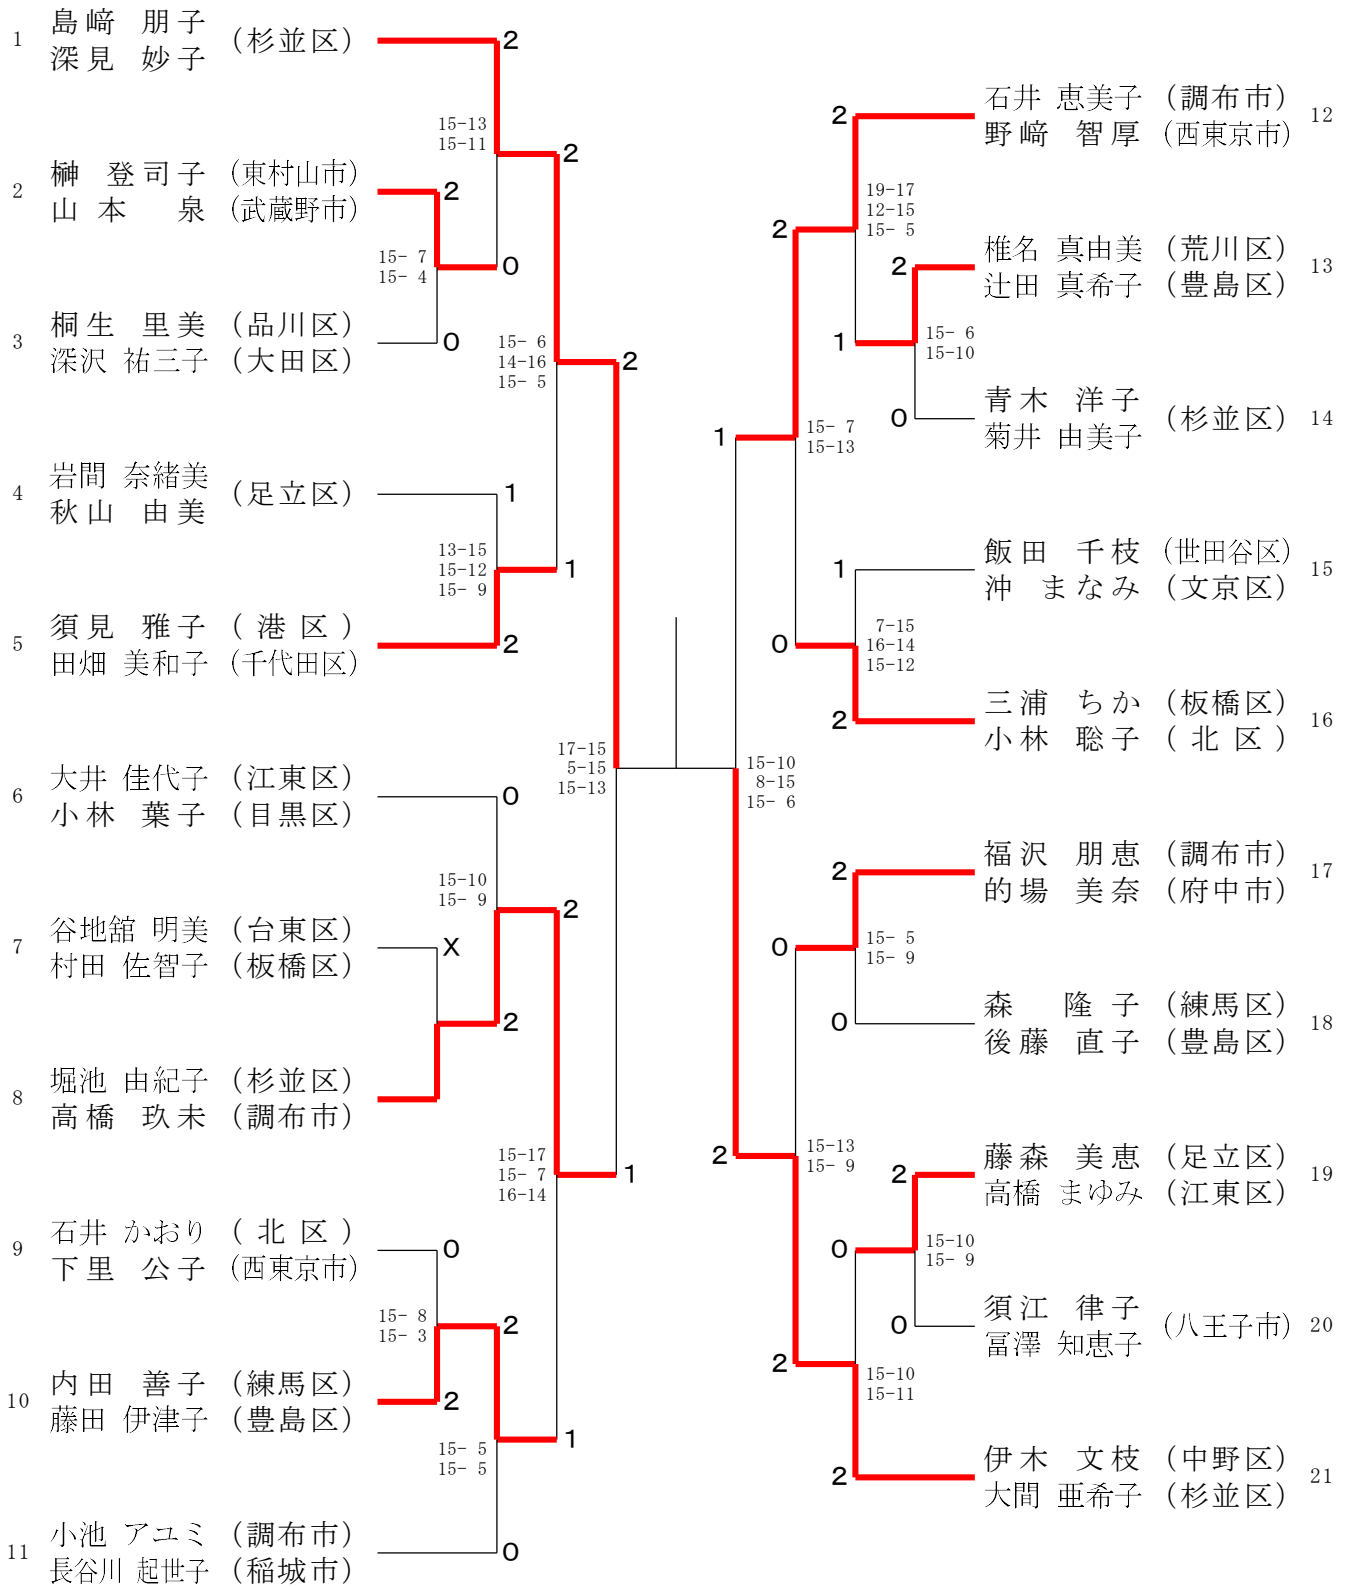 1 島﨑 朋子 (杉並区)
深見 妙子
2
15-13
15-11
2
2 榊 登司子 (東村山市)
山本 泉 (武蔵野市)
2
15- 7
15- 4
0
3 桐生 里美 (品川区)
深沢 祐三子 (大田区)
0
15- 6
14-16
15- 5
2
4 岩間 奈緒美 (足立区)
秋山 由美
1
13-15
15-12
15- 9
1
5 須見 雅子 (港区)
田畑 美和子 (千代田区)
2
17-15
5-15
15-13
6 大井 佳代子 (江東区)
小林 葉子 (目黒区)
0
15-10
15- 9
2
7 谷地舘 明美 (台東区)
村田 佐智子 (板橋区)
X
2
8 堀池 由紀子 (杉並区)
高橋 玖未 (調布市)
15-17
15- 7
16-14
1
9 石井 かおり (北区)
下里 公子 (西東京市)
0
15- 8
15- 3
2
10 内田 善子 (練馬区)
藤田 伊津子 (豊島区)
2
15- 5
15- 5
1
11 小池 アユミ (調布市)
長谷川 起世子 (稲城市)
0
2
石井 恵美子 (調布市) 12
野﨑 智厚 (西東京市)
2
19-17
12-15
15- 5
2
椎名 真由美 (荒川区) 13
辻田 真希子 (豊島区)
1
15- 6
15-10
0
青木 洋子 (杉並区) 14
菊井 由美子
1
15- 7
15-13
1
飯田 千枝 (世田谷区) 15
沖 まなみ (文京区)
0
7-15
16-14
15-12
2
三浦 ちか (板橋区) 16
小林 聡子 (北区)
15-10
8-15
15- 6
2
福沢 朋恵 (調布市) 17
的場 美奈 (府中市)
0
15- 5
15- 9
0
森 隆子 (練馬区) 18
後藤 直子 (豊島区)
2
15-13
15- 9
2
藤森 美恵 (足立区) 19
高橋 まゆみ (江東区)
0
15-10
15- 9
0
須江 律子 (八王子市) 20
冨澤 知恵子
2
15-10
15-11
2
伊木 文枝 (中野区) 21
大間 亜希子 (杉並区)